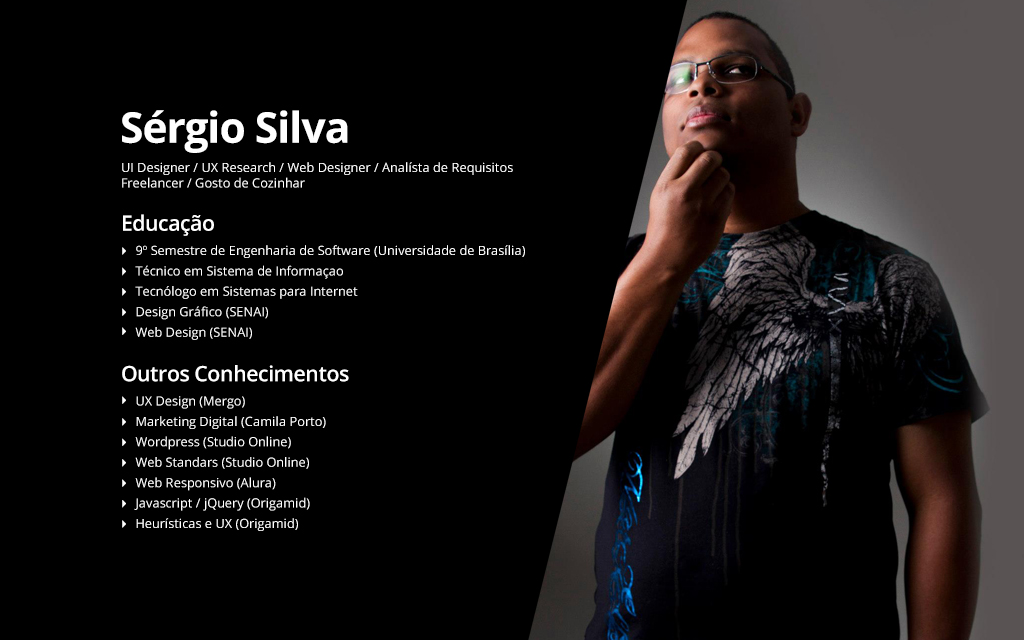 Sérgio Silva
UI Designer / UX Research / Web Designer / Analísta de Requisitos
Freelancer / Gosto de Cozinhar
Educação
9º Semestre de Engenharia de Software (Universidade de Brasília)
Técnico em Sistema de Informaçao
Tecnólogo em Sistemas para Internet
Design Gráfico (SENAI)
Web Design (SENAI)
Outros Conhecimentos
UX Design (Mergo)
Marketing Digital (Camila Porto)
Wordpress (Studio Online)
Web Standars (Studio Online)
Web Responsivo (Alura)
Javascript / jQuery (Origamid)
Heurísticas e UX (Origamid)